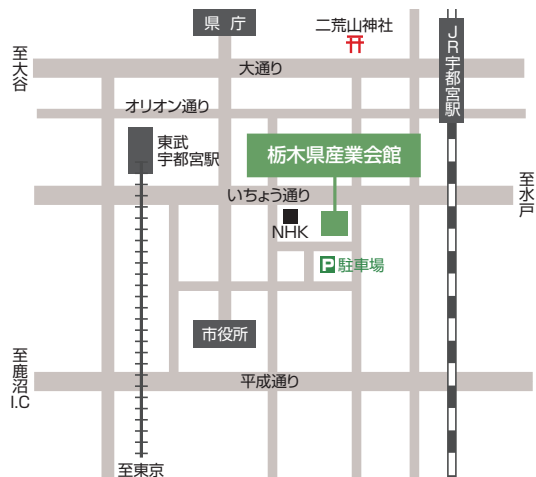 県 庁
二荒山神社
JR宇都宮駅
至大谷
大通り
オリオン通り
東武
宇都宮駅
栃木県産業会館
いちょう通り
至水戸
NHK
P 駐車場
市役所
至鹿沼
I.C
平成通り
至東京